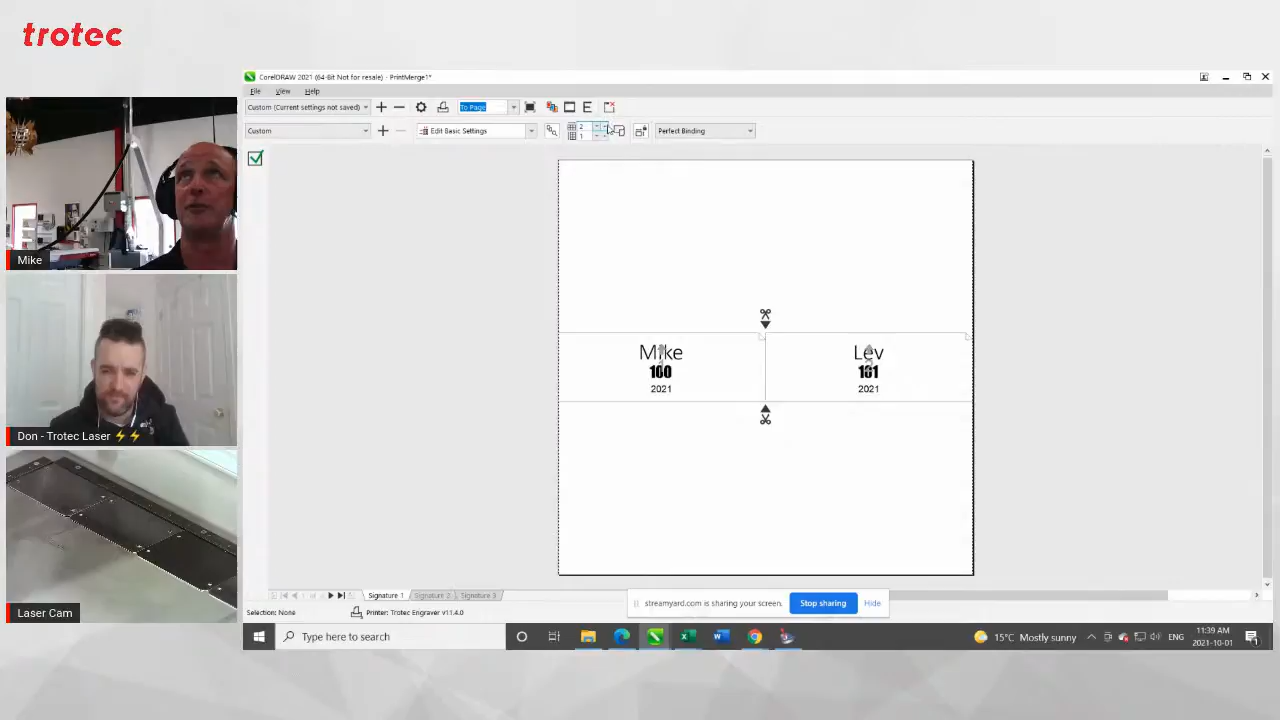 trotec
CorelDRAW 2021 (64-Bit Not for resale) - PrintMerge1*
File View Help
Custom (Current settings not saved) To Page
Custom Edit Basic Settings 2 Perfect Binding
1
Mike
100
2021
Lev
101
2021
Mike
Don - Trotec Laser ⚡⚡
Laser Cam
Signature 1 Signature 2 Signature 3
streamyard.com is sharing your screen. Stop sharing Hide
Selection: None Printer: Trotec Engraver v11.4.0
Type here to search
15°C Mostly sunny ENG 11:39 AM
2021-10-01